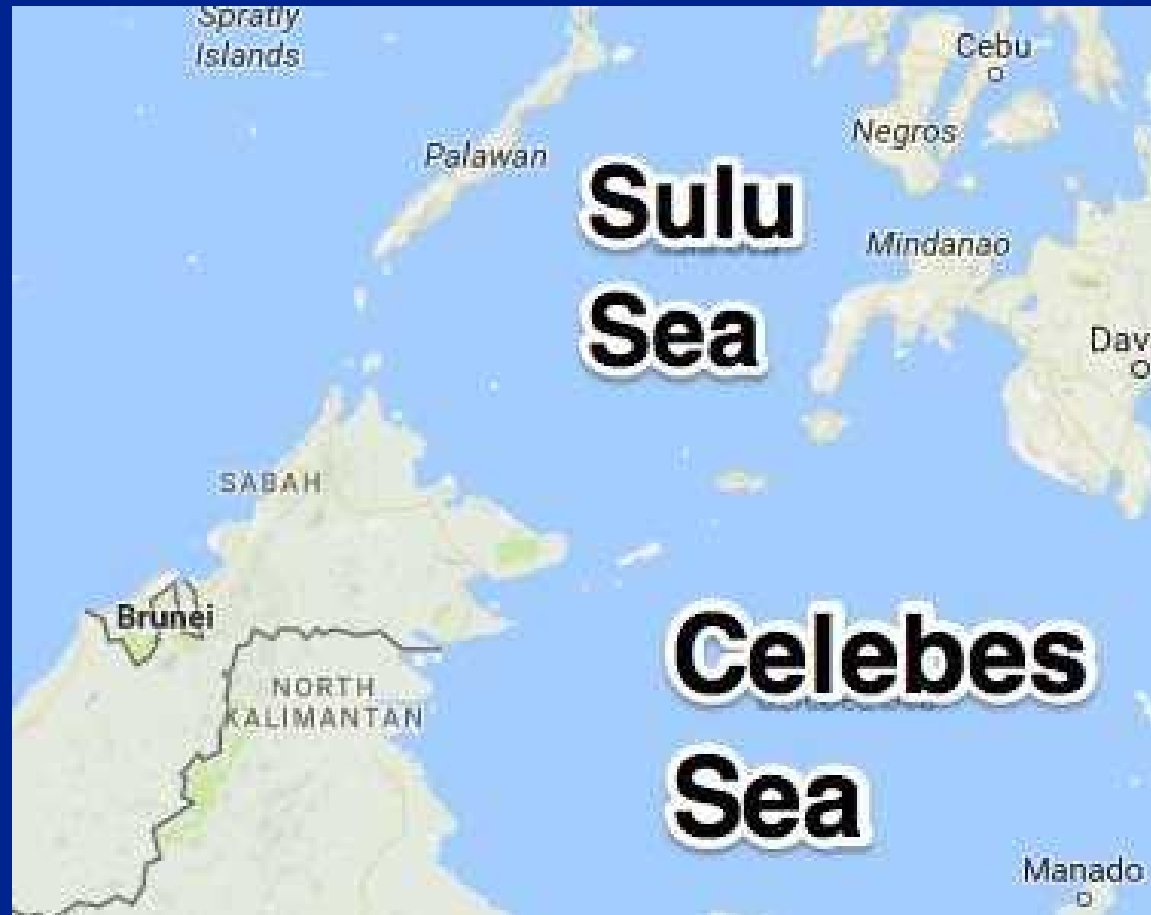 Spratly
Islands
Cebu
Palawan
Negros
Sulu
Sea
Mindanao
Dav
SABAH
Brunei
NORTH
KALIMANTAN
Celebes
Sea
Manado